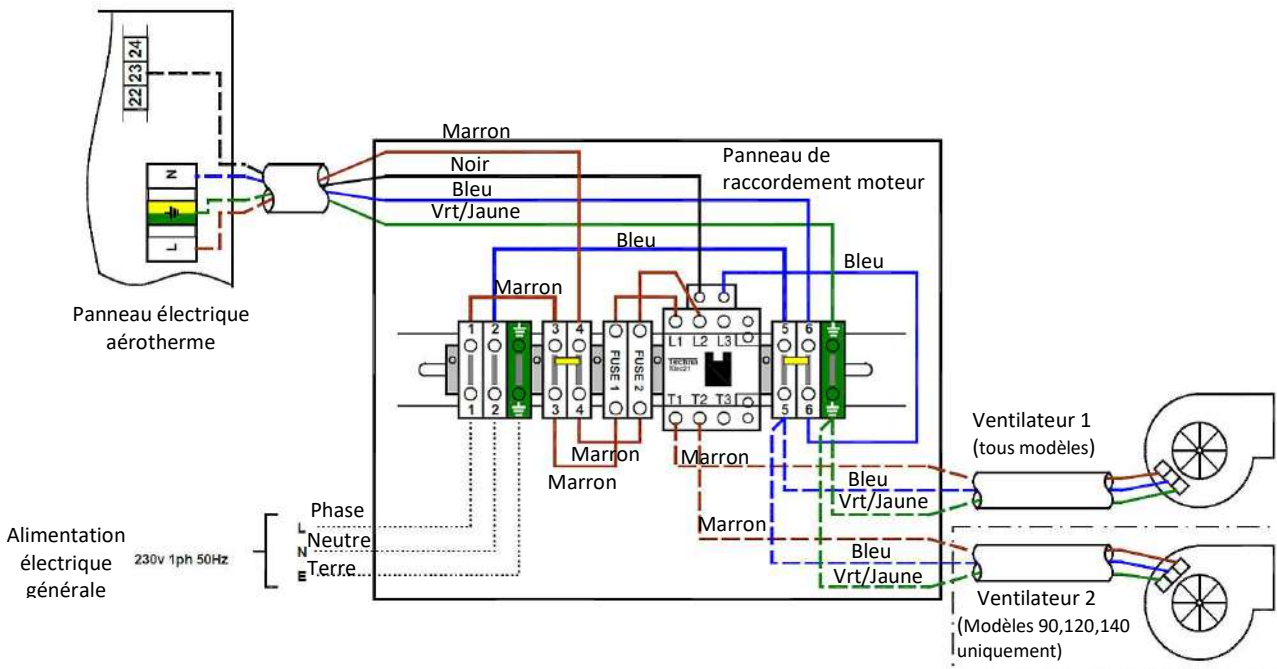 24
23
22
N
L
Panneau électrique
aérotherme
Marron
Noir
Bleu
Vrt/Jaune
Panneau de
raccordement moteur
Bleu
Bleu
Marron
1 2 3 4 5 6
FUSE 1
FUSE 2
L1 L2 L3
T1 T2 T3
1 2 3 4 5 6
Marron
Marron
Marron
Bleu
Vrt/Jaune
Marron
Bleu
Vrt/Jaune
Ventilateur 1
(tous modèles)
Ventilateur 2
(Modèles 90,120,140
uniquement)
Alimentation
électrique
générale
230v 1ph 50Hz
Phase
L
Neutre
N
Terre
E